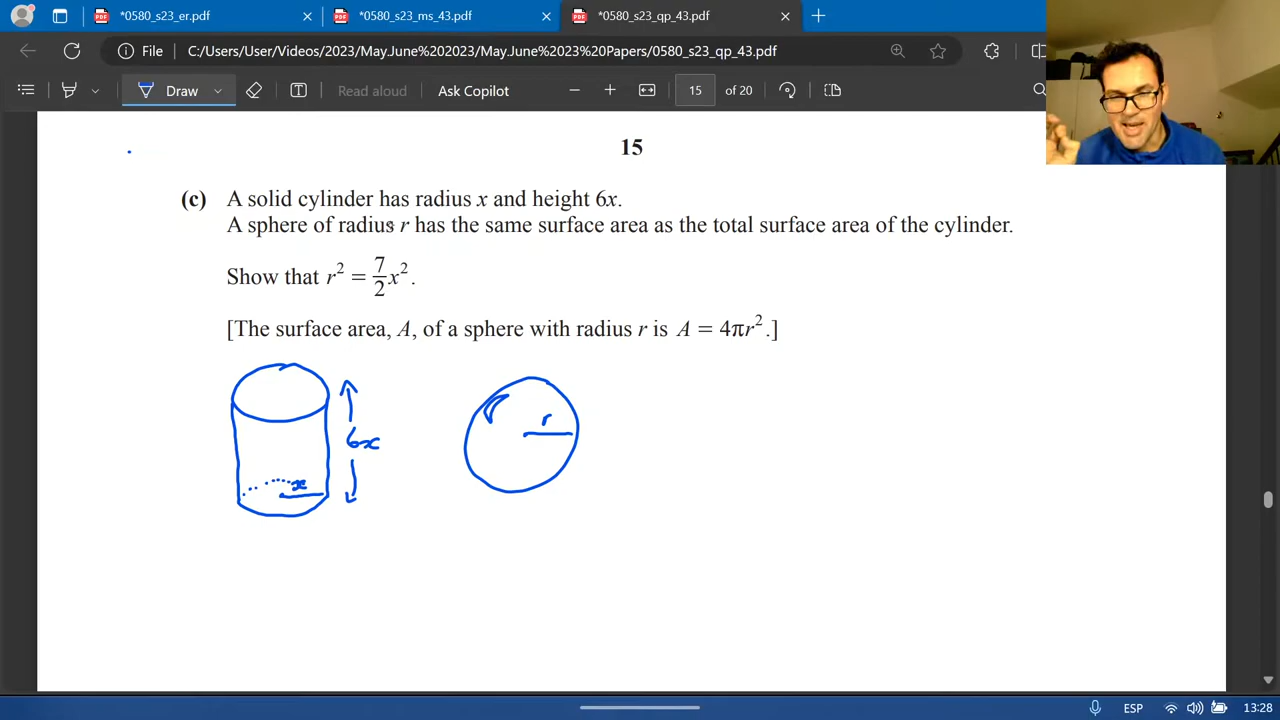 *0580_s23_er.pdf
*0580_s23_ms_43.pdf
*0580_s23_qp_43.pdf
File C:/Users/User/Videos/2023/May.June%202023/May.June%2023%20Papers/0580_s23_qp_43.pdf
Draw
Read aloud
Ask Copilot
15 of 20
15
(c) A solid cylinder has radius x and height 6x.
A sphere of radius r has the same surface area as the total surface area of the cylinder.
Show that r² = 7/2 x².
[The surface area, A, of a sphere with radius r is A = 4πr².]
r
6x
x
ESP
13:28